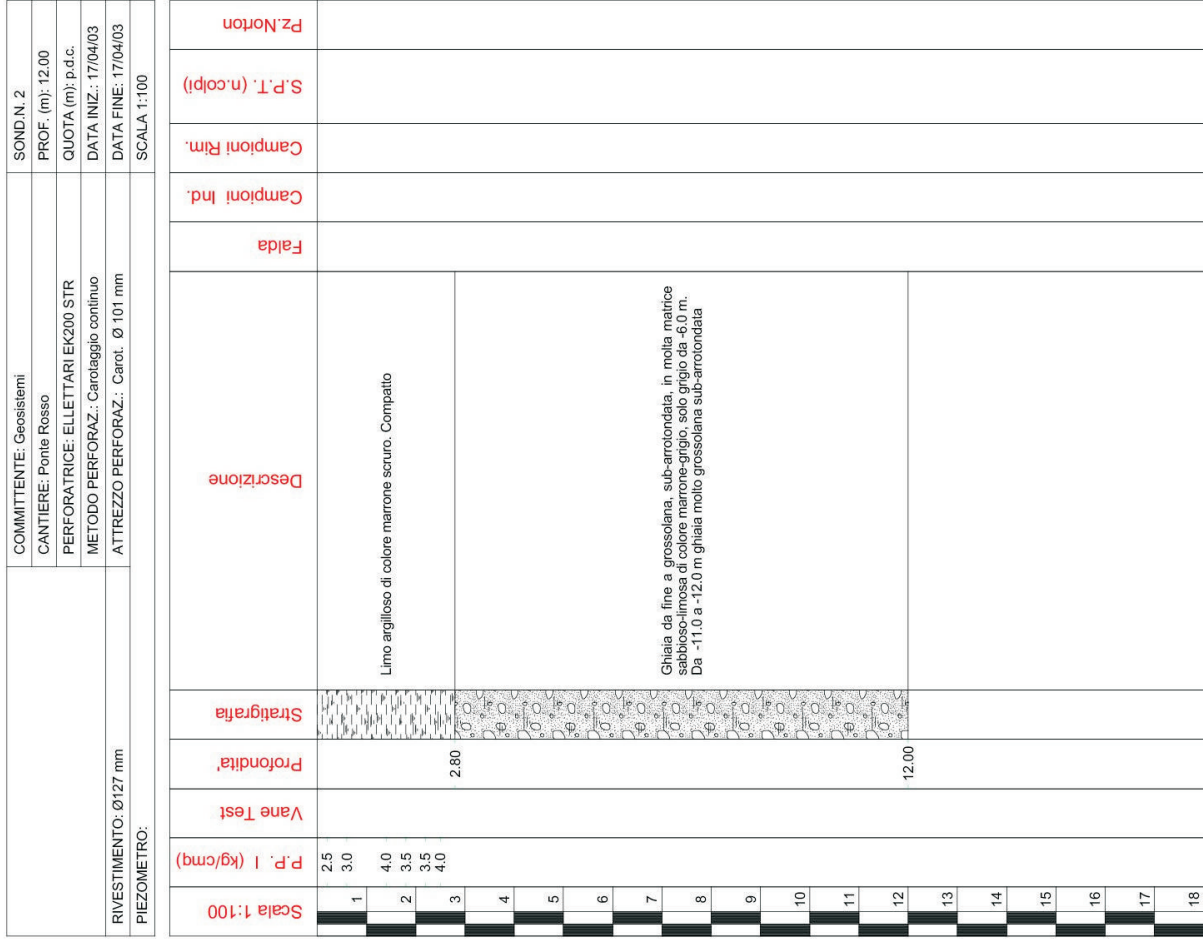 COMMITTENTE: Geosistemi
SOND.N. 2
CANTIERE: Ponte Rosso
PROF. (m): 12.00
PERFORATRICE: ELLETTARI EK200 STR
QUOTA (m): p.d.c.
METODO PERFORAZ.: Carotaggio continuo
DATA INIZ.: 17/04/03
RIVESTIMENTO: Ø127 mm
ATTREZZO PERFORAZ.: Carot. Ø 101 mm
DATA FINE: 17/04/03
PIEZOMETRO:
SCALA 1:100
Scala 1:100
P.P. I (kg/cmq)
Vane Test
Profondita'
Stratigrafia
Descrizione
Falda
Campioni Ind.
Campioni Rim.
S.P.T. (n.colpi)
Pz.Norton
2.5
3.0
1
4.0
Limo argilloso di colore marrone scruro. Compatto
2
3.5
3.5
4.0
2.80
3
4
5
6
7
Ghiaia da fine a grossolana, sub-arrotondata, in molta matrice
sabbioso-limosa di colore marrone-grigio, solo grigio da -6.0 m.
Da -11.0 a -12.0 m ghiaia molto grossolana sub-arrotondata
8
9
10
11
12
12.00
13
14
15
16
17
18